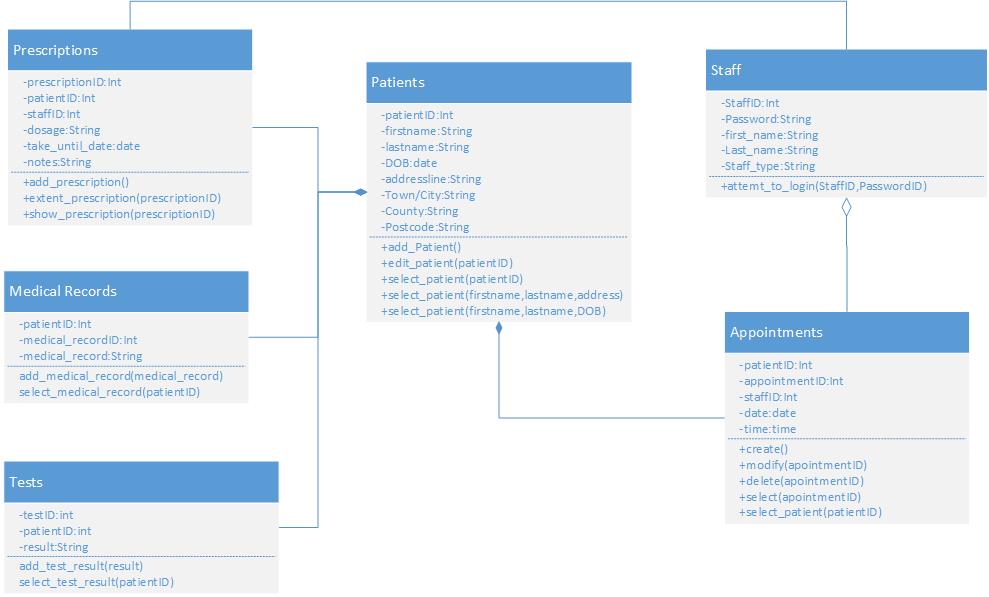 Prescriptions
-prescriptionID:Int
-patientID:Int
-staffID:Int
-dosage:String
-take_until_date:date
-notes:String
+add_prescription()
+extent_prescription(prescriptionID)
+show_prescription(prescriptionID)
Medical Records
-patientID:Int
-medical_recordID:Int
-medical_record:String
add_medical_record(medical_record)
select_medical_record(patientID)
Tests
-testID:int
-patientID:int
-result:String
add_test_result(result)
select_test_result(patientID)
Patients
-patientID:Int
-firstname:String
-lastname:String
-DOB:date
-addressline:String
-Town/City:String
-County:String
-Postcode:String
+add_Patient()
+edit_patient(patientID)
+select_patient(patientID)
+select_patient(firstname,lastname,address)
+select_patient(firstname,lastname,DOB)
Staff
-StaffID:Int
-Password:String
-first_name:String
-Last_name:String
-Staff_type:String
+attemt_to_login(StaffID,PasswordID)
Appointments
-patientID:Int
-appointmentID:Int
-staffID:Int
-date:date
-time:time
+create()
+modify(apointmentID)
+delete(apointmentID)
+select(apointmentID)
+select_patient(patientID)